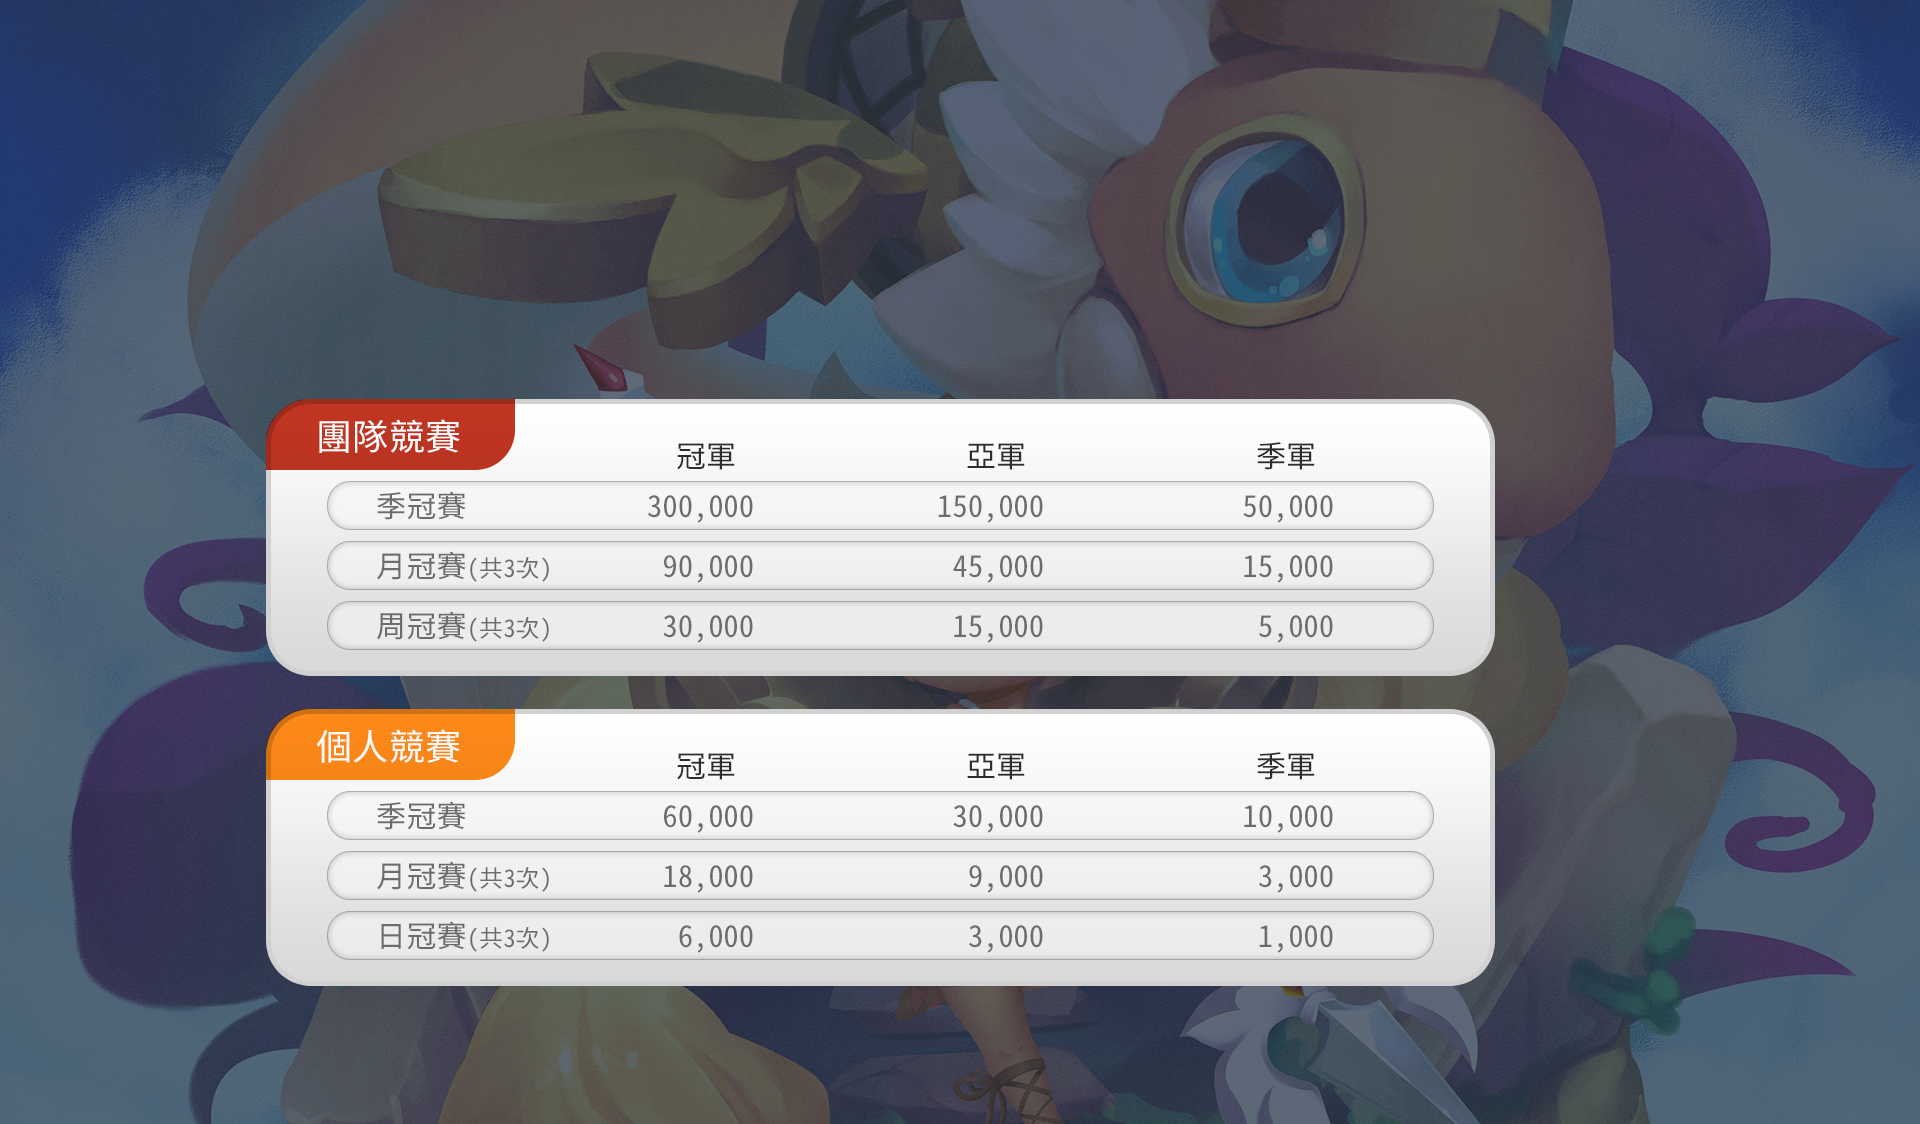 團隊競賽
冠軍 亞軍 季軍
季冠賽 300,000 150,000 50,000
月冠賽(共3次) 90,000 45,000 15,000
周冠賽(共3次) 30,000 15,000 5,000
個人競賽
冠軍 亞軍 季軍
季冠賽 60,000 30,000 10,000
月冠賽(共3次) 18,000 9,000 3,000
日冠賽(共3次) 6,000 3,000 1,000